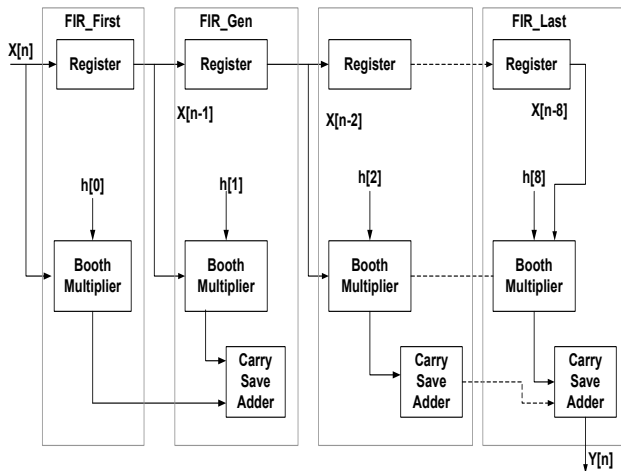 FIR_First
FIR_Gen
FIR_Last
X[n]
Register
Register
Register
Register
X[n-1]
X[n-2]
X[n-8]
h[0]
h[1]
h[2]
h[8]
Booth
Multiplier
Booth
Multiplier
Booth
Multiplier
Booth
Multiplier
Carry
Save
Adder
Carry
Save
Adder
Carry
Save
Adder
Y[n]